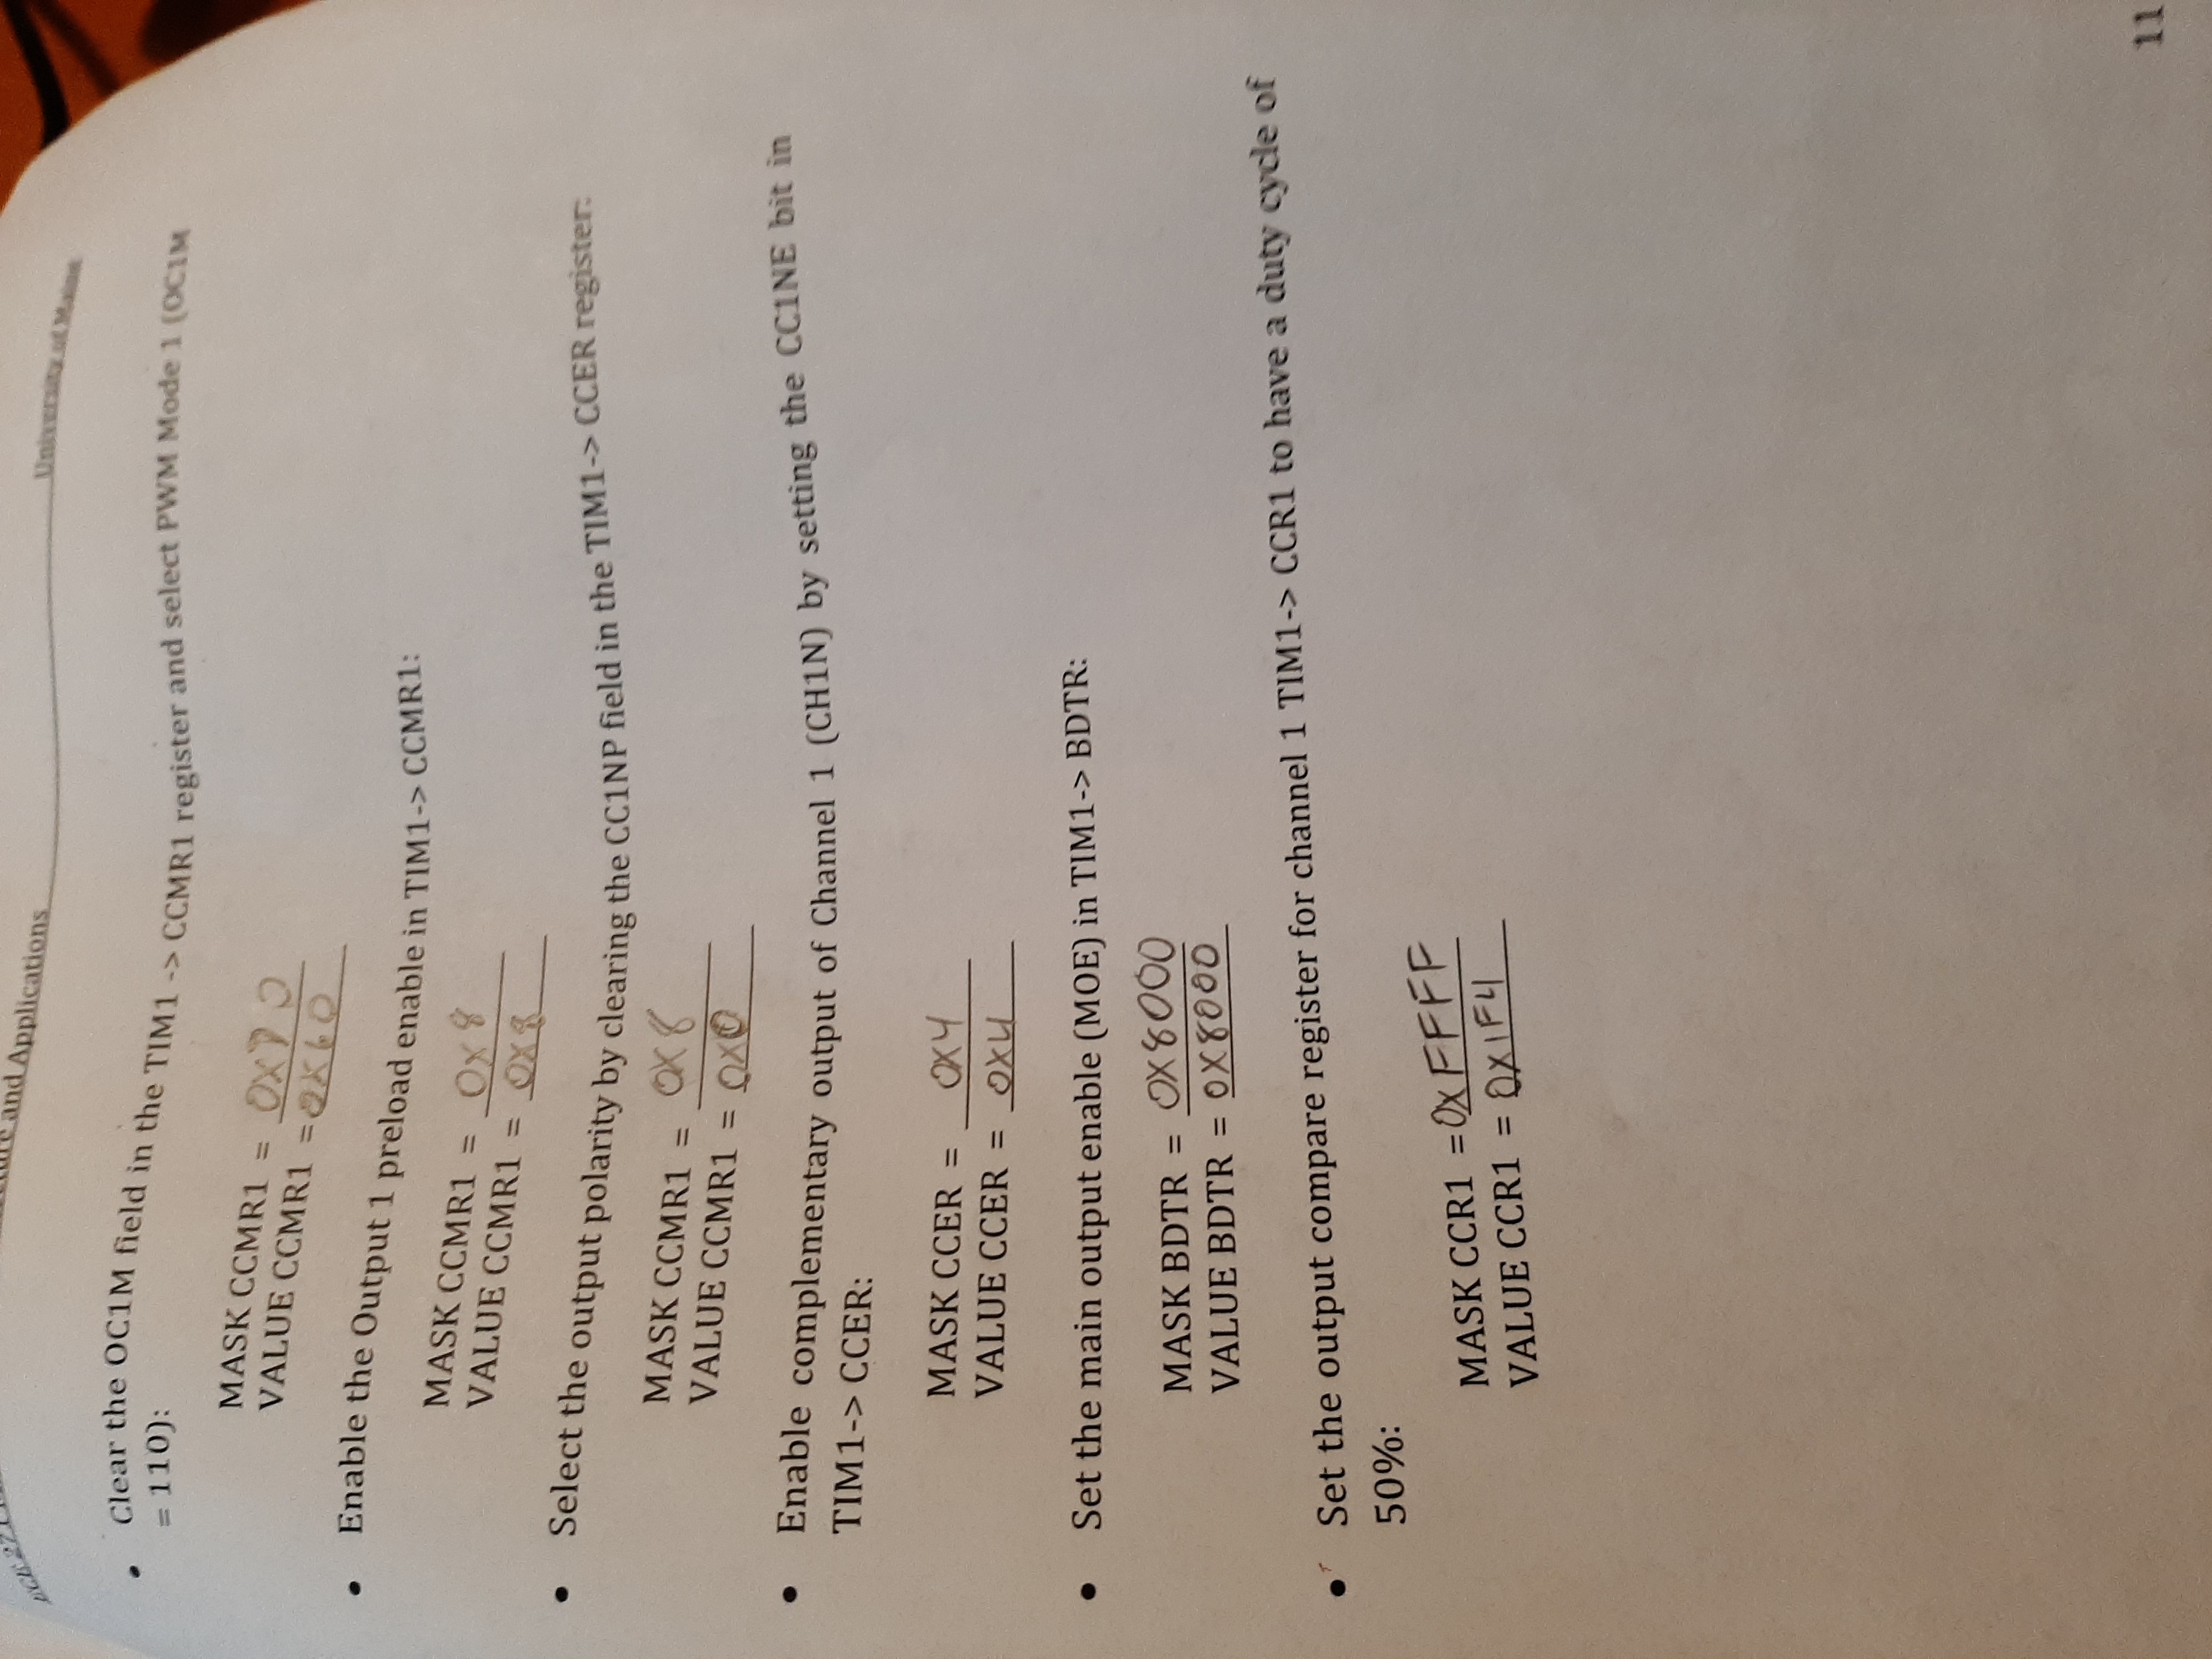 ECE 271 and Applications University of Maine
• Clear the OC1M field in the TIM1 -> CCMR1 register and select PWM Mode 1 (OC1M
= 110):
MASK CCMR1 = 0X70
VALUE CCMR1 = 0X60
• Enable the Output 1 preload enable in TIM1-> CCMR1:
MASK CCMR1 = 0X8
VALUE CCMR1 = 0X8
• Select the output polarity by clearing the CC1NP field in the TIM1-> CCER register:
MASK CCMR1 = 0X8
VALUE CCMR1 = 0X0
• Enable complementary output of Channel 1 (CH1N) by setting the CC1NE bit in
TIM1-> CCER:
MASK CCER = 0X4
VALUE CCER = 0X4
• Set the main output enable (MOE) in TIM1-> BDTR:
MASK BDTR = 0X8000
VALUE BDTR = 0X8000
• Set the output compare register for channel 1 TIM1-> CCR1 to have a duty cycle of
50%:
MASK CCR1 = 0XFFFF
VALUE CCR1 = 0X1F4
11